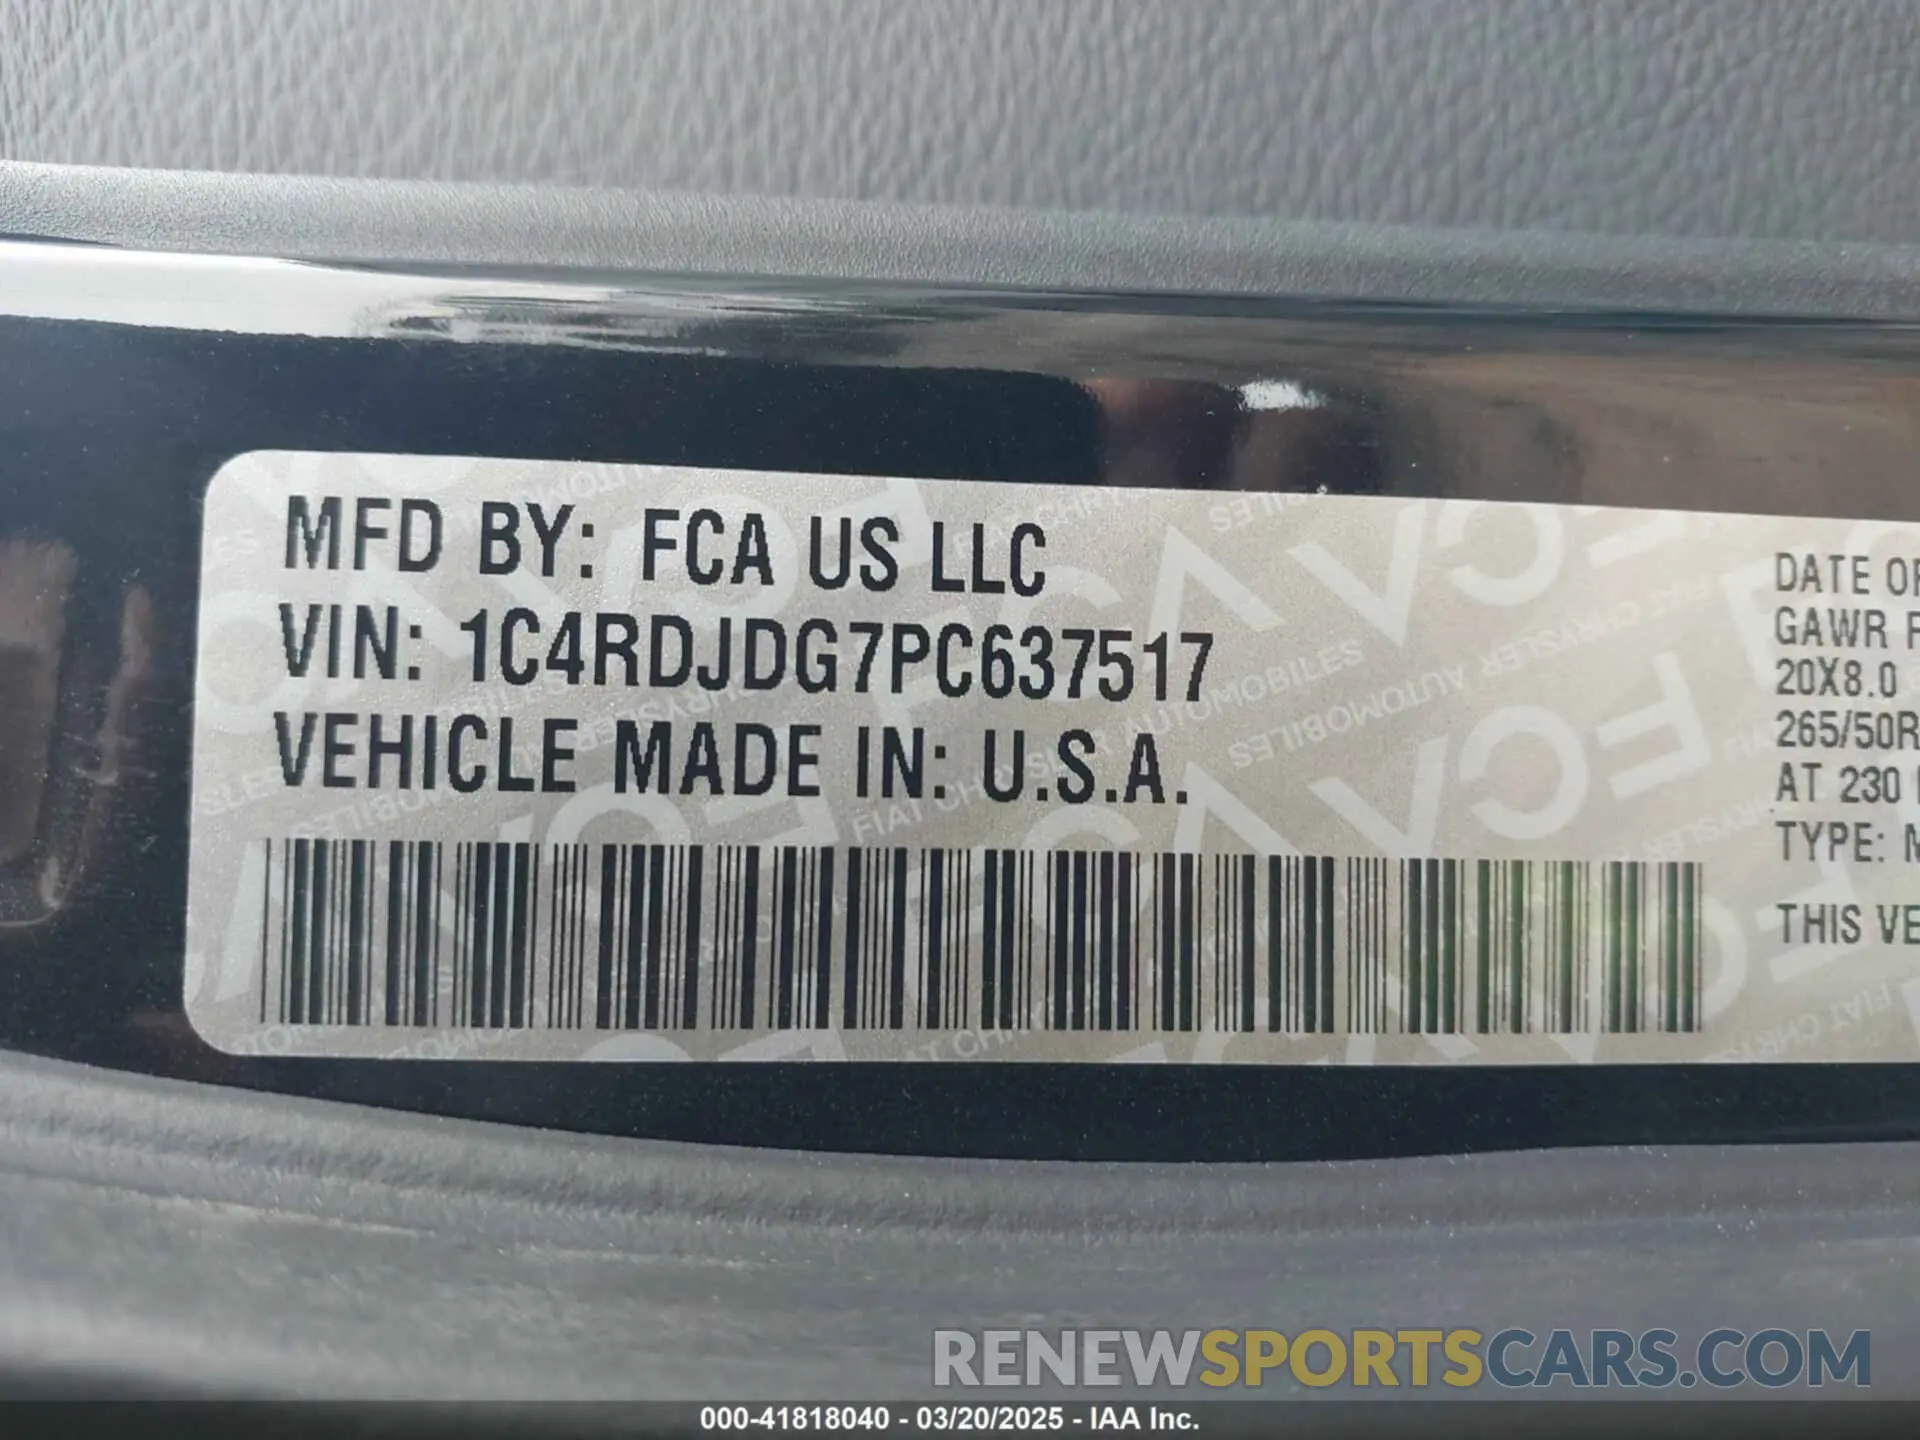 MFD BY: FCA US LLC
VIN: 1C4RDJDG7PC637517
VEHICLE MADE IN: U.S.A.
DATE OF
GAWR F
20X8.0
265/50R
AT 230
TYPE: M
THIS VE
RENEWSPORTSCARS.COM
000-41818040 - 03/20/2025 - IAA Inc.